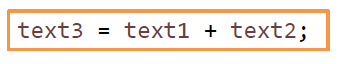 text3 = text1 + text2;